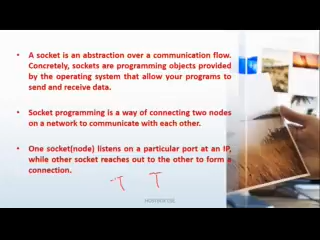 A socket is an abstraction over a communication flow.
Concretely, sockets are programming objects provided
by the operating system that allow your programs to
send and receive data.
Socket programming is a way of connecting two nodes
on a network to communicate with each other.
One socket(node) listens on a particular port at an IP,
while other socket reaches out to the other to form a
connection.
T T